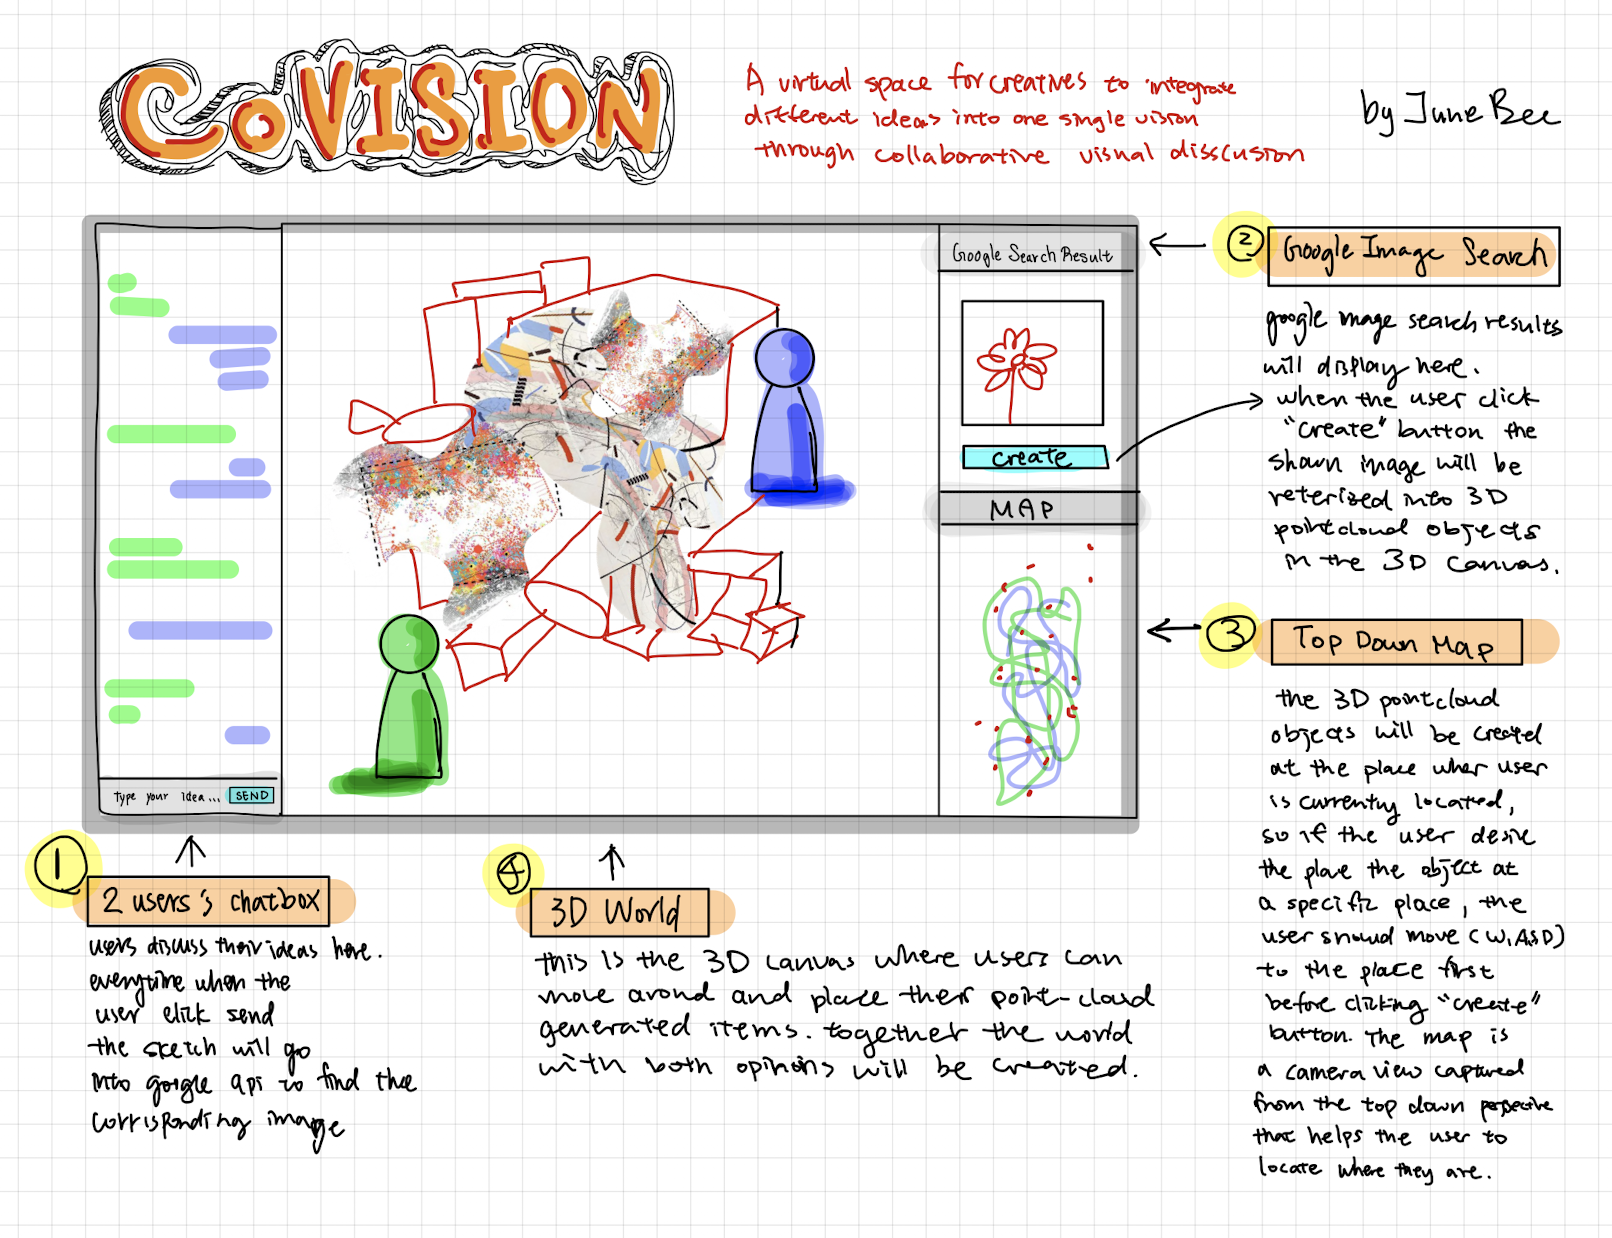 COVISION
A virtual space for creatives to integrate
different ideas into one single vision
through collaborative visual disscusion
by June Bee
Google Search Result
create
MAP
type your idea...
SEND
1
2 users's chatbox
users discuss their ideas here.
everytime when the
user click send
the sketch will go
into google api to find the
corrisponding image
2
Google Image Search
google image search results
will display here.
when the user click
"create" button the
shown image will be
reterized into 3D
pointcloud objects
in the 3D canvas.
3
Top Down Map
the 3D pointcloud
objects will be created
at the place wher user
is currently located,
so if the user desire
the place the object at
a specific place, the
user should move (W,A,S,D)
to the place first
before clicking "create"
button. The map is
a camera view captured
from the top down perspective
that helps the user to
locate where they are.
4
3D World
this is the 3D canvas where users can
move around and place their point-cloud
generated items. together the world
with both opinions will be created.